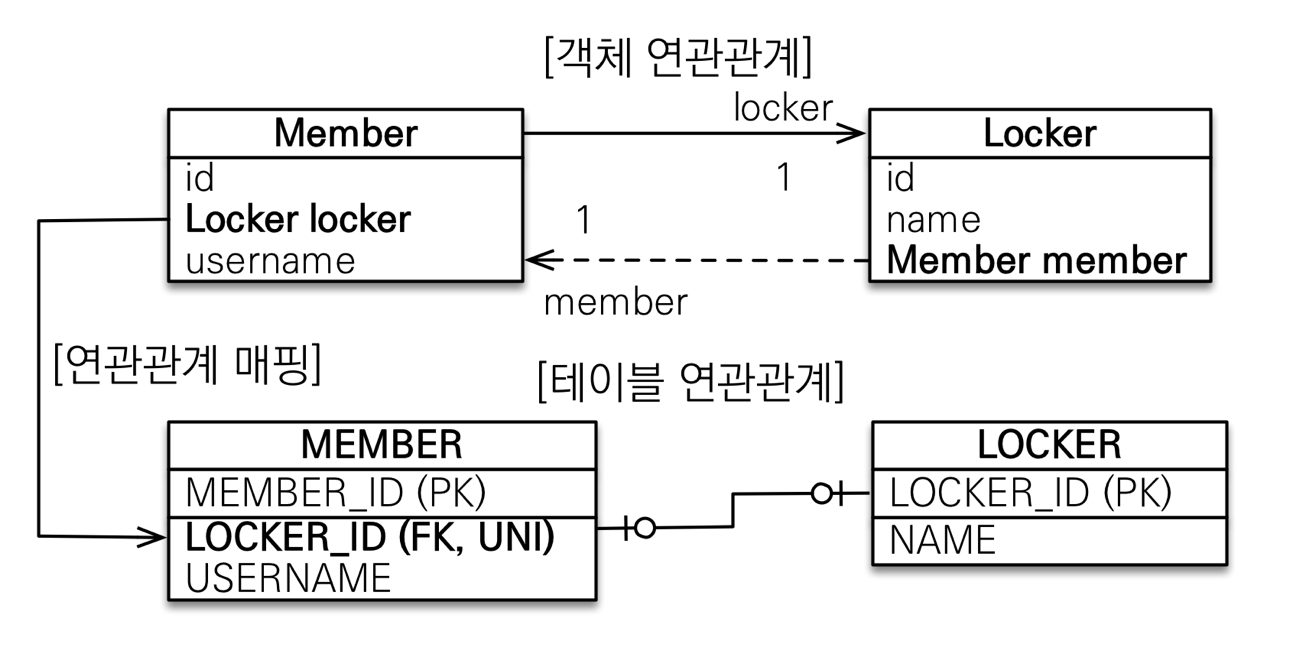 [객체 연관관계]
locker
Member
Locker
id
Locker locker
username
1
1
id
name
Member member
member
[연관관계 매핑]
[테이블 연관관계]
MEMBER
MEMBER_ID (PK)
LOCKER_ID (FK, UNI)
USERNAME
LOCKER
LOCKER_ID (PK)
NAME